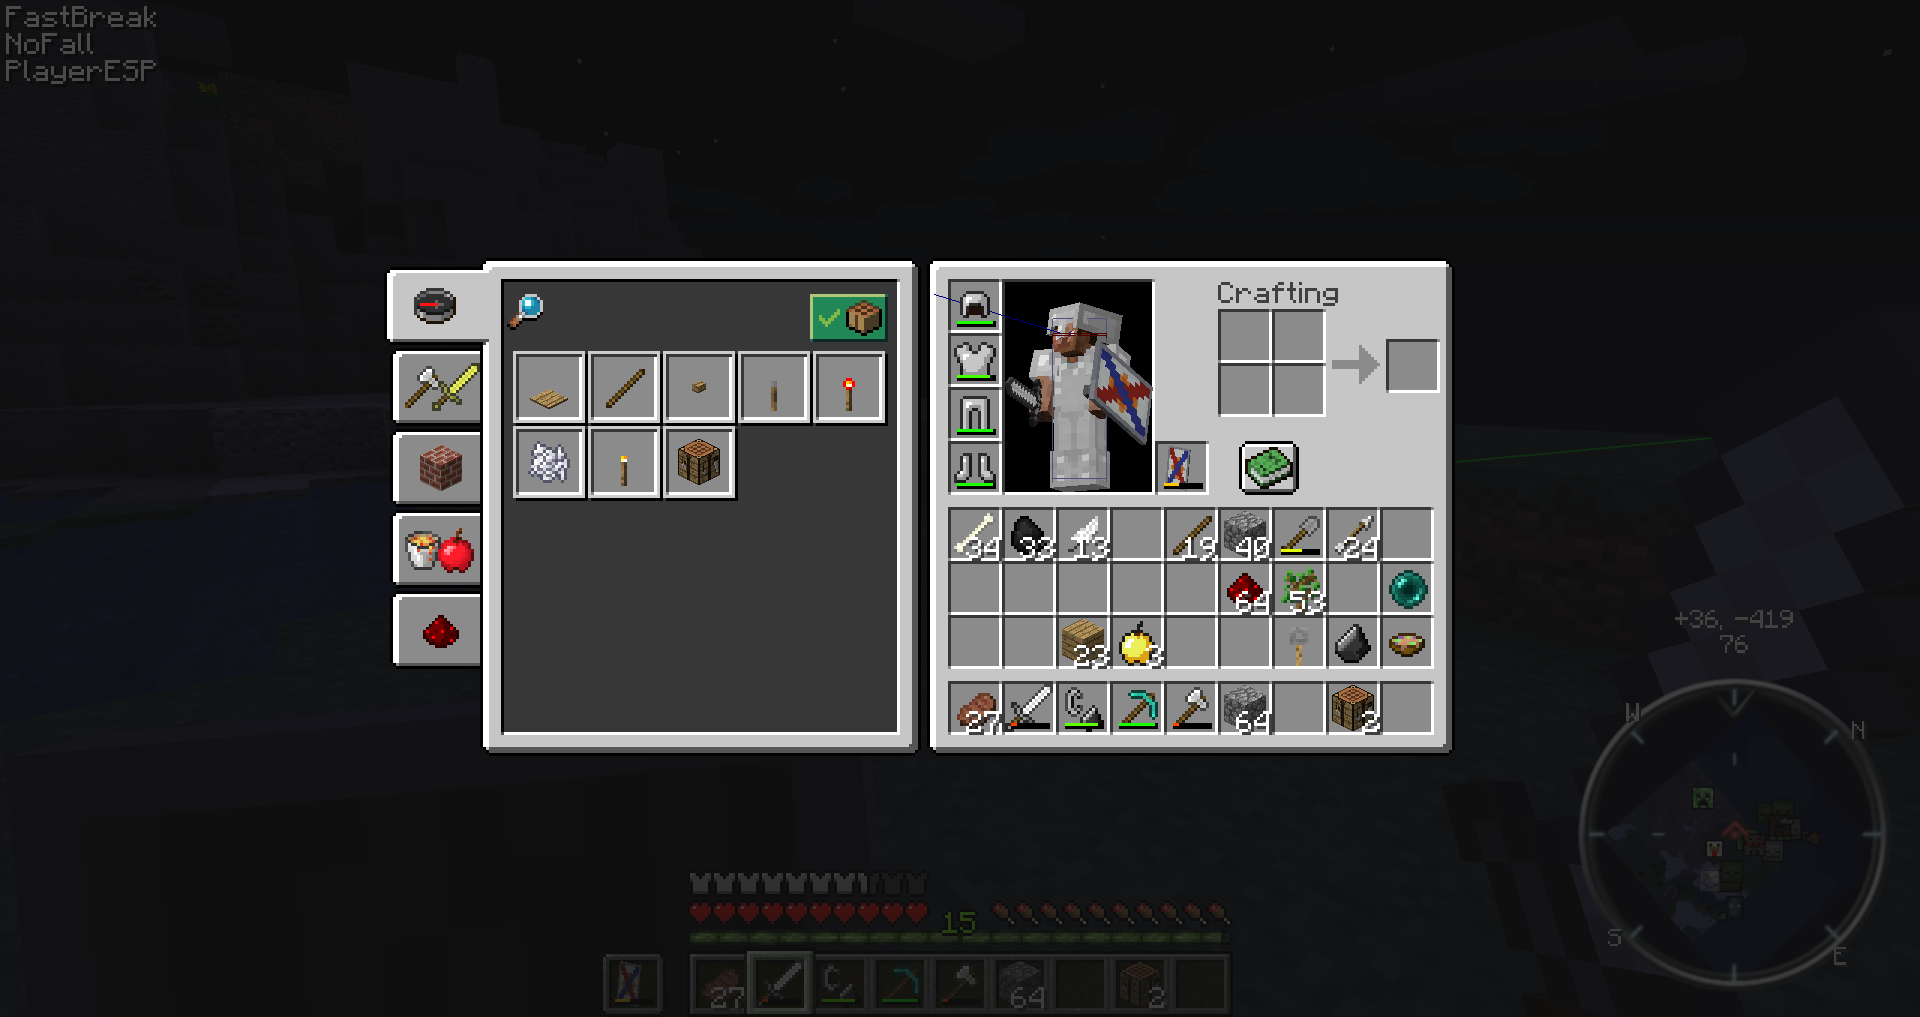 FastBreak
NoFall
PlayerESP
Crafting
34 33 13 19 40 24
64 53
23 3
27 64 2
+36, -419
76
W N
S E
15
27 64 2